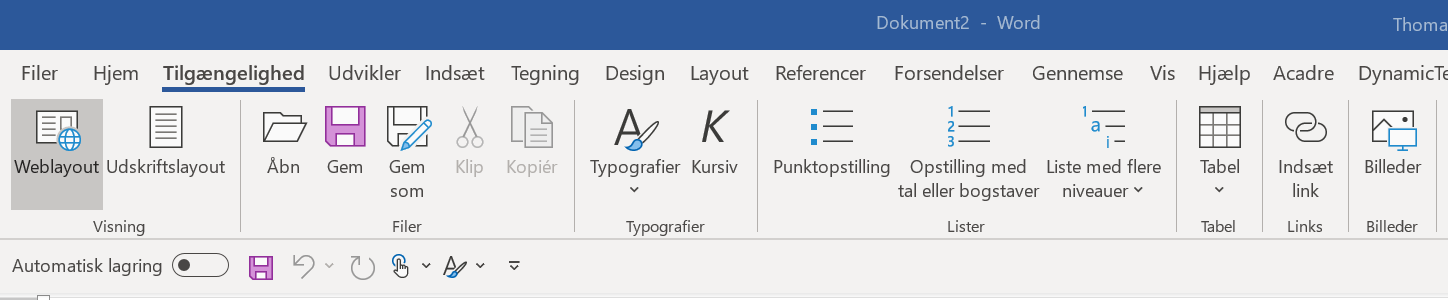 Dokument2 - Word
Thoma
Filer Hjem Tilgængelighed Udvikler Indsæt Tegning Design Layout Referencer Forsendelser Gennemse Vis Hjælp Acadre DynamicTe
Weblayout Udskriftslayout
Visning
Åbn Gem Gem som Klip Kopiér
Filer
Typografier Kursiv
Typografier
Punktopstilling Opstilling med tal eller bogstaver Liste med flere niveauer
Lister
Tabel
Tabel
Indsæt link
Links
Billeder
Billeder
Automatisk lagring